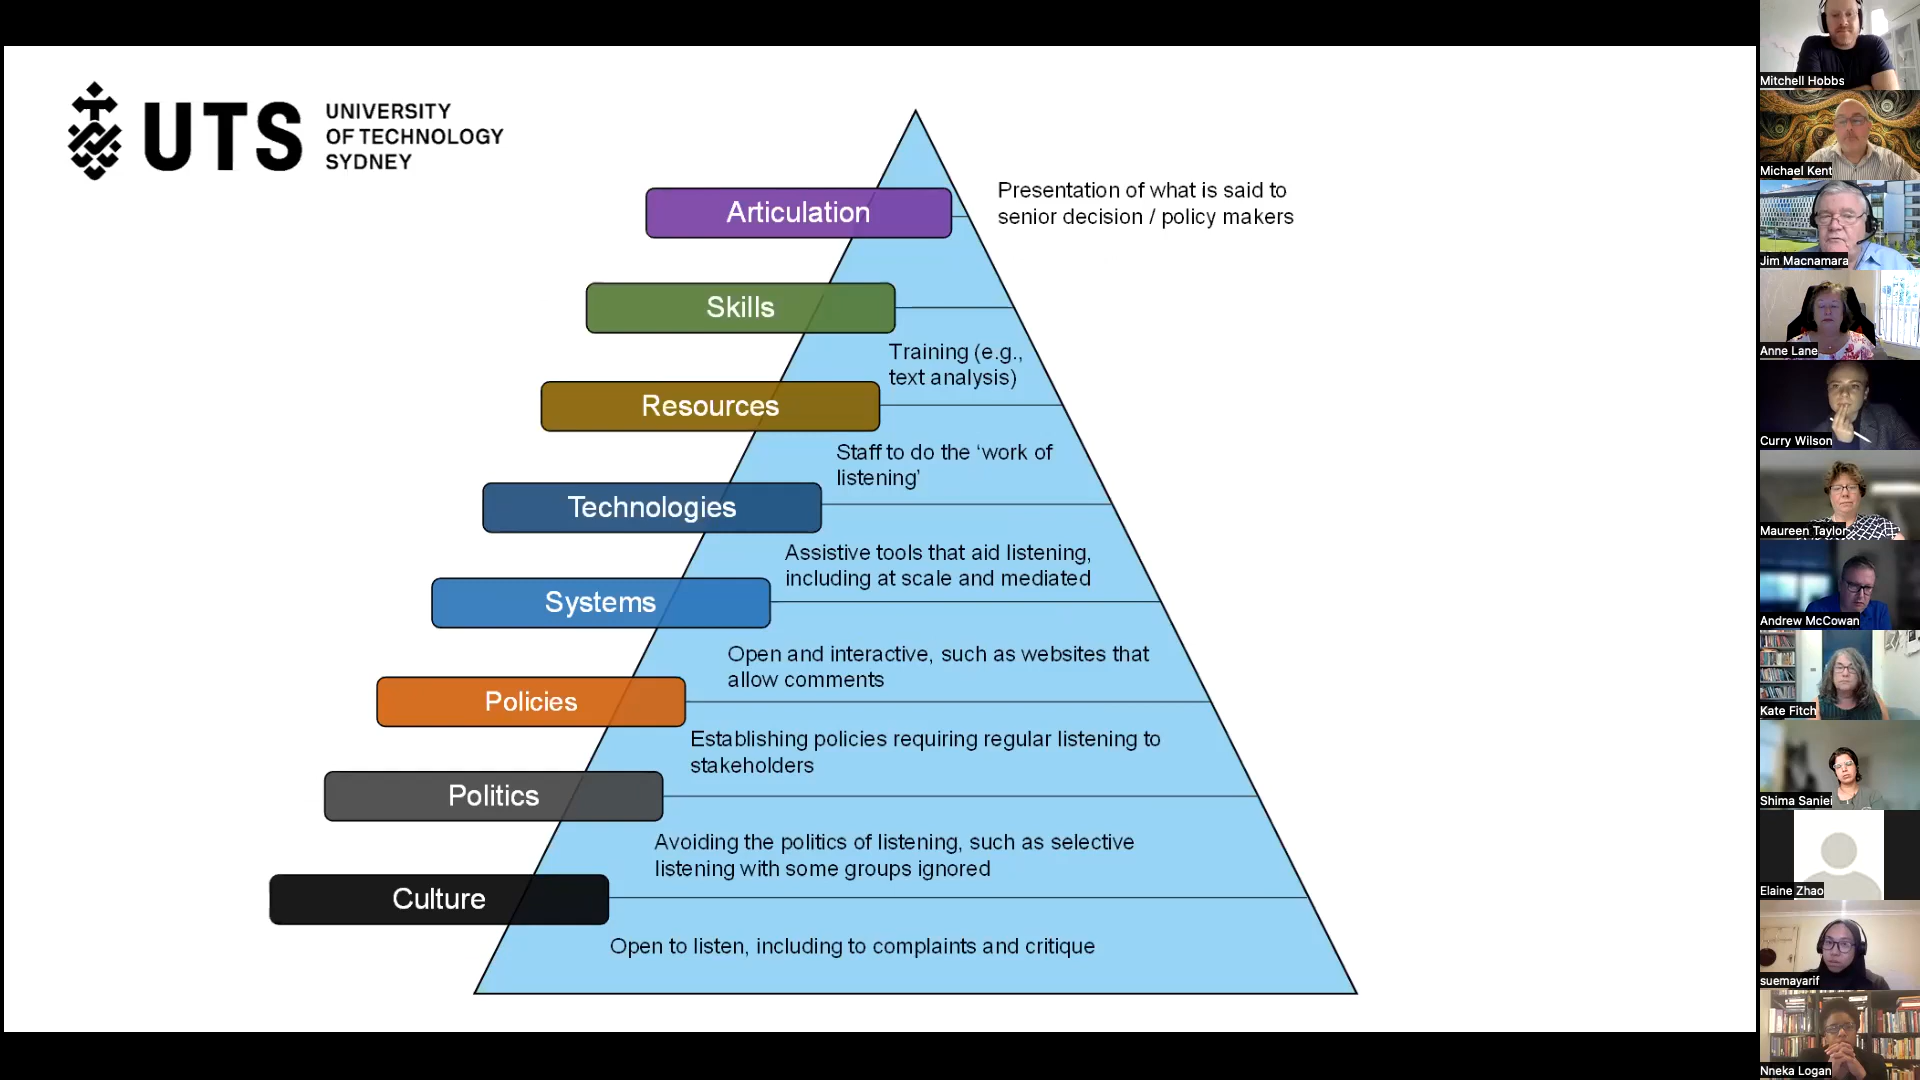 UTS
UNIVERSITY
OF TECHNOLOGY
SYDNEY
Articulation
Presentation of what is said to
senior decision / policy makers
Skills
Training (e.g.,
text analysis)
Resources
Staff to do the ‘work of
listening’
Technologies
Assistive tools that aid listening,
including at scale and mediated
Systems
Open and interactive, such as websites that
allow comments
Policies
Establishing policies requiring regular listening to
stakeholders
Politics
Avoiding the politics of listening, such as selective
listening with some groups ignored
Culture
Open to listen, including to complaints and critique
Mitchell Hobbs
Michael Kent
Jim Macnamara
Anne Lane
Curry Wilson
Maureen Taylor
Andrew McCowan
Kate Fitch
Shima Saniei
Elaine Zhao
suemayarif
Nneka Logan